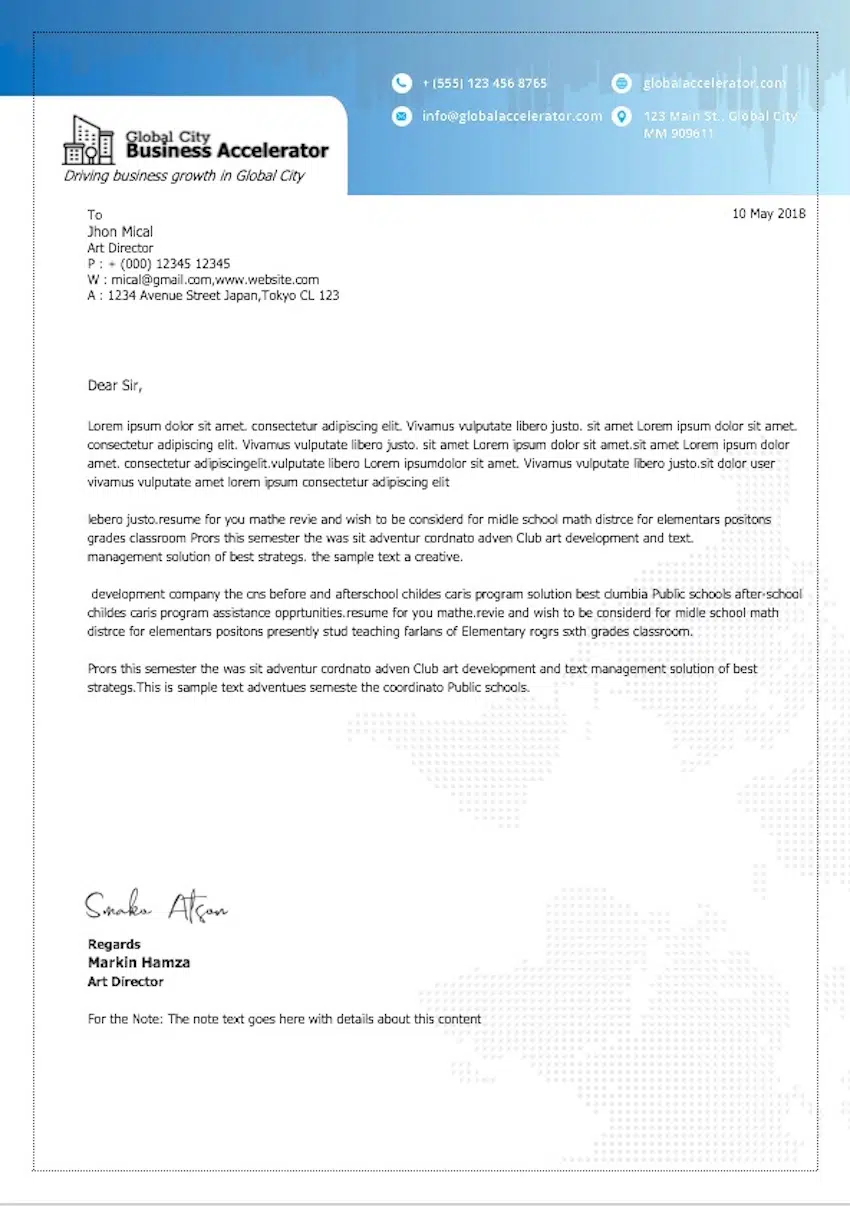 + (555) 123 456 8765
globalaccelerator.com
info@globalaccelerator.com
123 Main St., Global City
MM 909611
Global City
Business Accelerator
Driving business growth in Global City
To
10 May 2018
Jhon Mical
Art Director
P : + (000) 12345 12345
W : mical@gmail.com,www.website.com
A : 1234 Avenue Street Japan,Tokyo CL 123
Dear Sir,
Lorem ipsum dolor sit amet. consectetur adipiscing elit. Vivamus vulputate libero justo. sit amet Lorem ipsum dolor sit amet.
consectetur adipiscing elit. Vivamus vulputate libero justo. sit amet Lorem ipsum dolor sit amet.sit amet Lorem ipsum dolor
amet. consectetur adipiscingelit.vulputate libero Lorem ipsumdolor sit amet. Vivamus vulputate libero justo.sit dolor user
vivamus vulputate amet lorem ipsum consectetur adipiscing elit
lebero justo.resume for you mathe revie and wish to be considerd for midle school math distrce for elementars positons
grades classroom Prors this semester the was sit adventur cordnato adven Club art development and text.
management solution of best strategs. the sample text a creative.
development company the cns before and afterschool childes caris program solution best clumbia Public schools after-school
childes caris program assistance opprtunities.resume for you mathe.revie and wish to be considerd for midle school math
distrce for elementars positons presently stud teaching farlans of Elementary rogrs sxth grades classroom.
Prors this semester the was sit adventur cordnato adven Club art development and text management solution of best
strategs.This is sample text adventues semeste the coordinato Public schools.
Regards
Markin Hamza
Art Director
For the Note: The note text goes here with details about this content